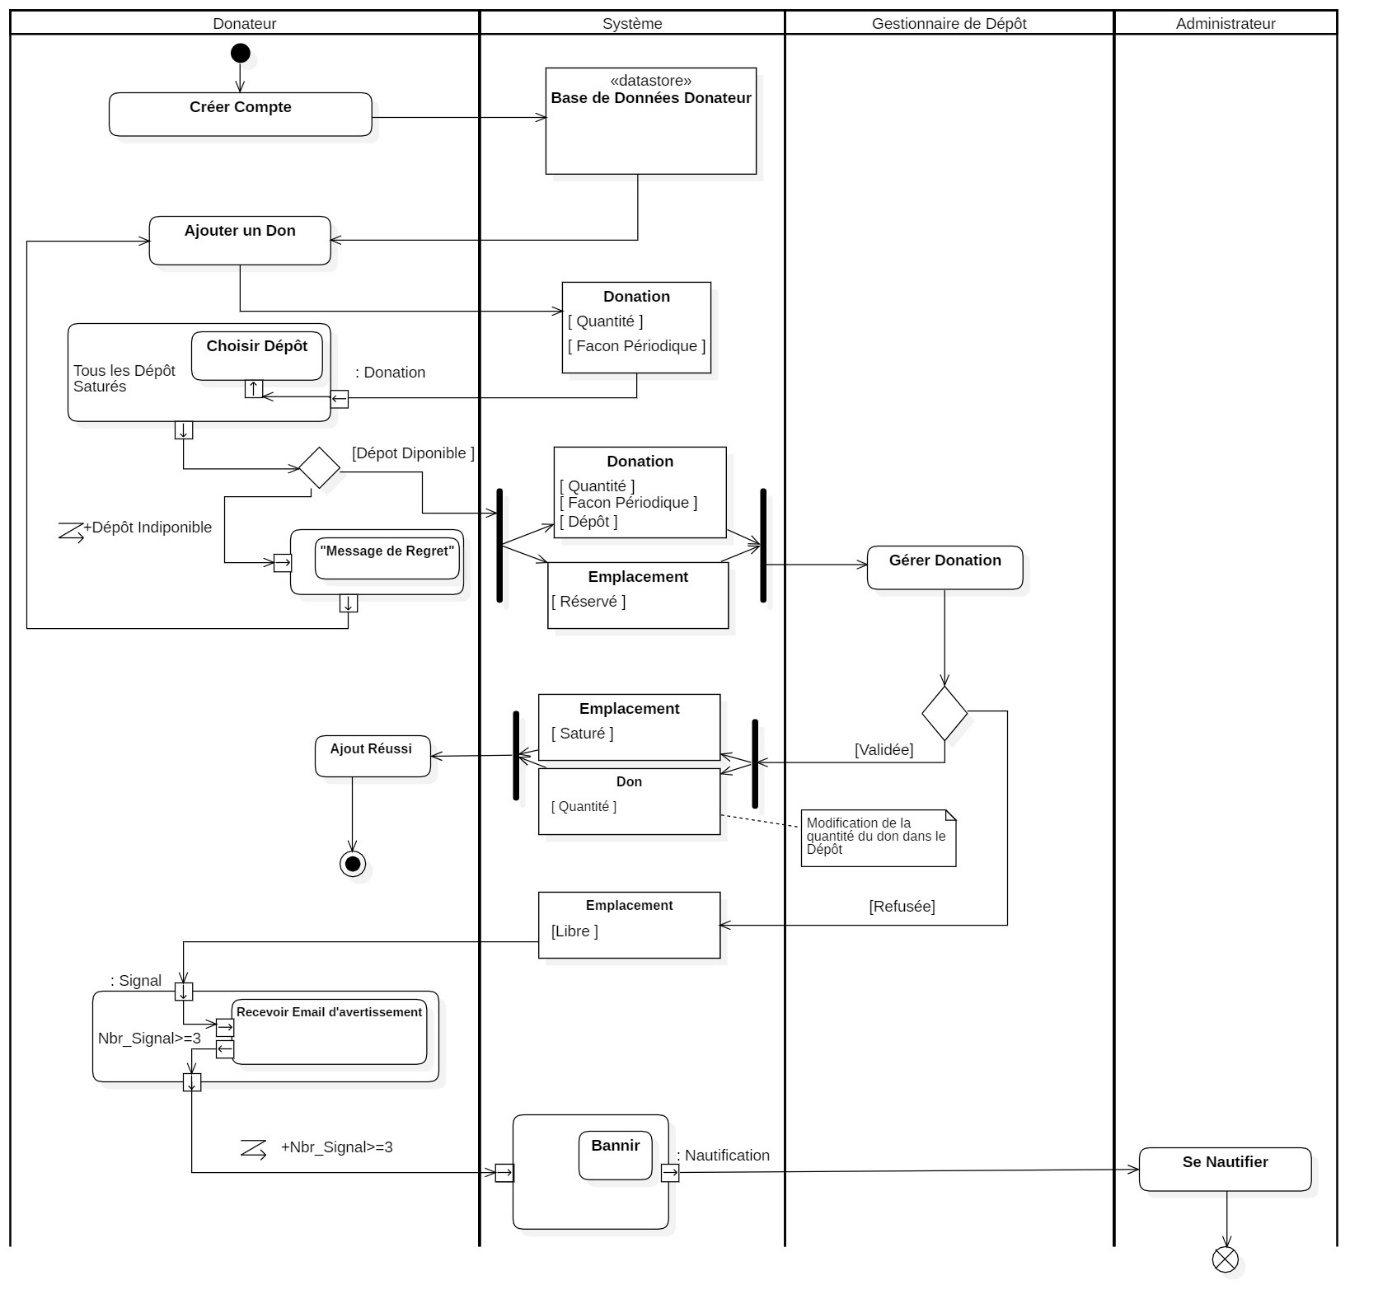 Donateur
Système
Gestionnaire de Dépôt
Administrateur
Créer Compte
«datastore»
Base de Données Donateur
Ajouter un Don
Donation
[ Quantité ]
[ Facon Périodique ]
Choisir Dépôt
Tous les Dépôt
Saturés
: Donation
[Dépot Diponible ]
Donation
[ Quantité ]
[ Facon Périodique ]
[ Dépôt ]
+Dépôt Indiponible
"Message de Regret"
Emplacement
[ Réservé ]
Gérer Donation
Emplacement
[ Saturé ]
Ajout Réussi
[Validée]
Don
[ Quantité ]
Modification de la
quantité du don dans le
Dépôt
Emplacement
[Libre ]
[Refusée]
: Signal
Recevoir Email d'avertissement
Nbr_Signal>=3
+Nbr_Signal>=3
Bannir
: Nautification
Se Nautifier